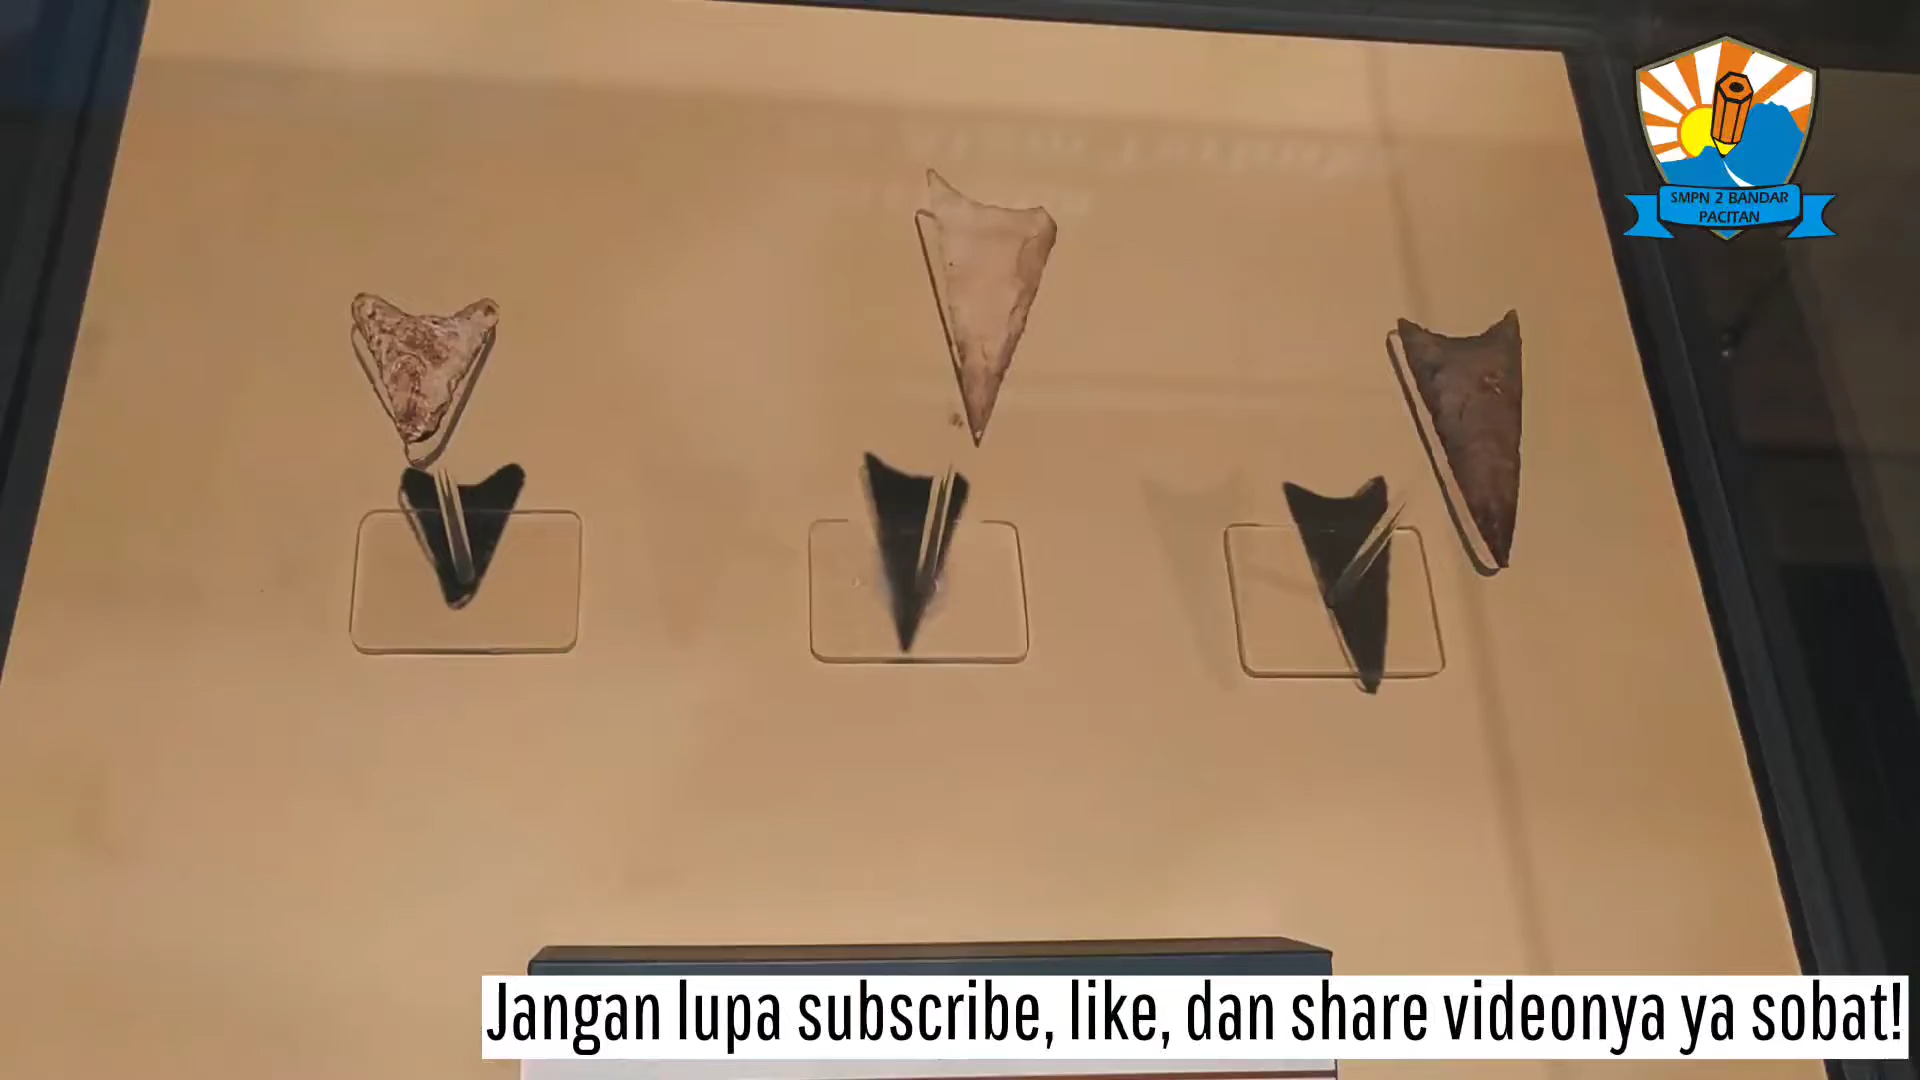 SMPN 2 BANDAR
PACITAN
Jangan lupa subscribe, like, dan share videonya ya sobat!